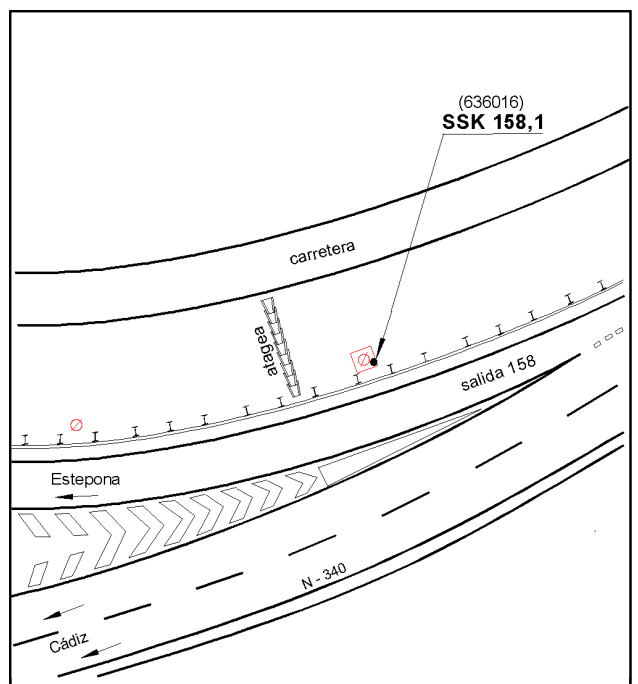 (636016)
SSK 158,1
carretera
atagea
salida 158
Estepona
N - 340
Cádiz